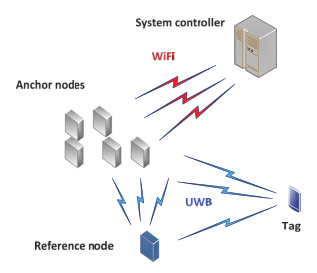 System controller
WiFi
Anchor nodes
UWB
Tag
Reference node